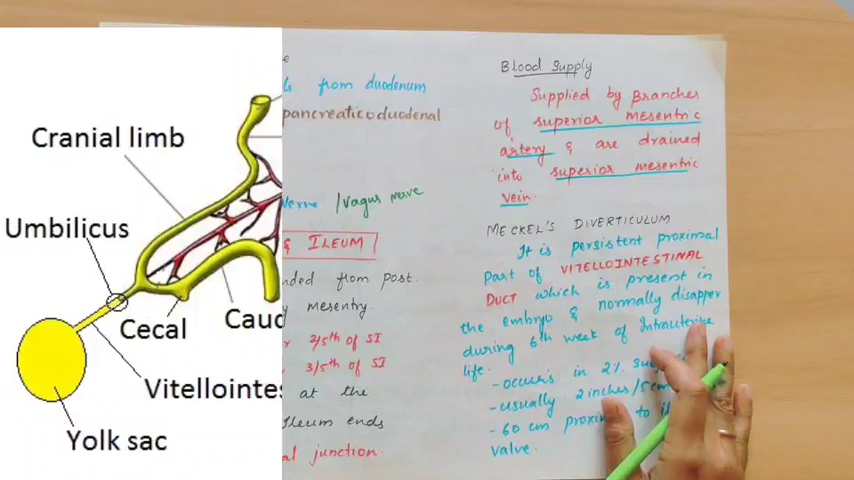 Cranial limb
Umbilicus
Cecal
Caud
Vitellointes
Yolk sac
from duodenum
pancreaticoduodenal
Nerve /Vagus nerve
& ILEUM
nded from post.
mesentry.
2/5th of SI
3/5th of SI
at the
Ileum ends
al junction.
Blood Supply
Supplied by Branches
of superior mesentric
artery & are drained
into superior mesentric
vein.
MECKEL'S DIVERTICULUM
It is persistent proximal
part of VITELLOINTESTINAL
DUCT which is present in
the embryo & normally disapper
during 6th week of Intrauterine
life.
-occurs in 2%
-usually 2 inches/5
-60 cm to
valve.